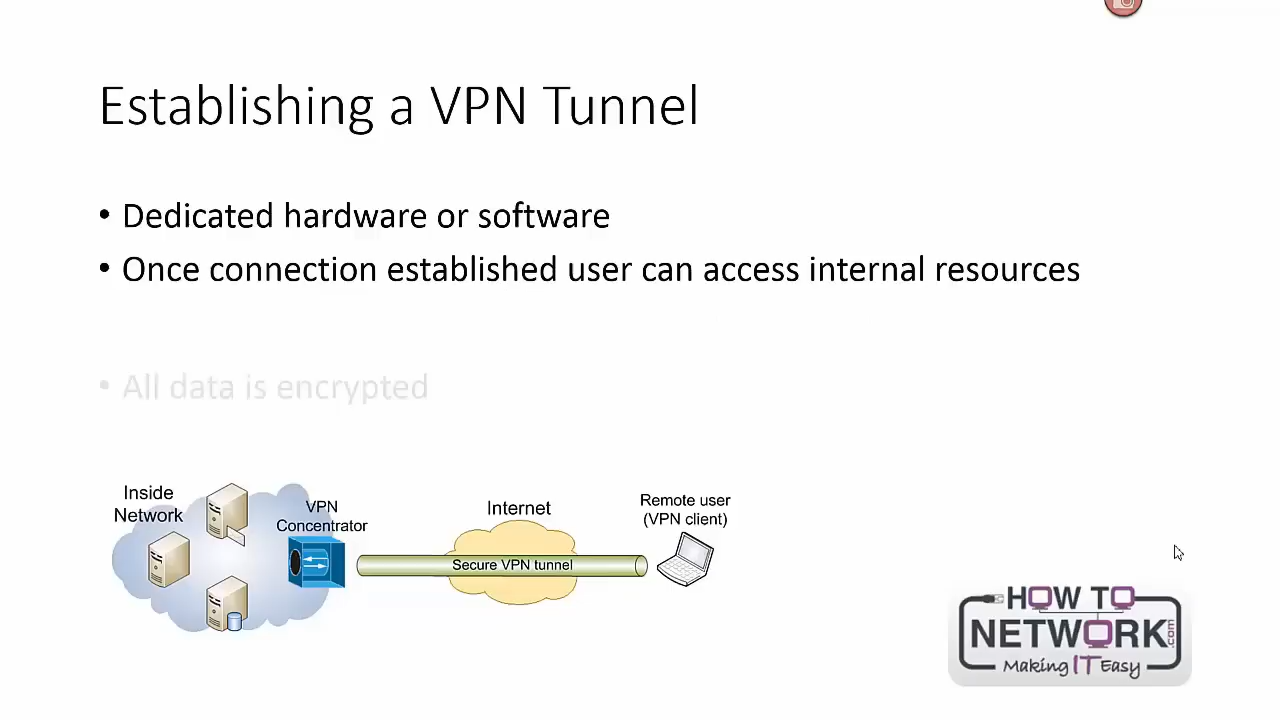 Establishing a VPN Tunnel
• Dedicated hardware or software
• Once connection established user can access internal resources
• All data is encrypted
Inside
Network
VPN
Concentrator
Internet
Secure VPN tunnel
Remote user
(VPN client)
HOW TO
NETWORK.com
Making IT Easy